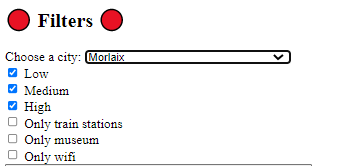 Filters
Choose a city: Morlaix
Low
Medium
High
Only train stations
Only museum
Only wifi